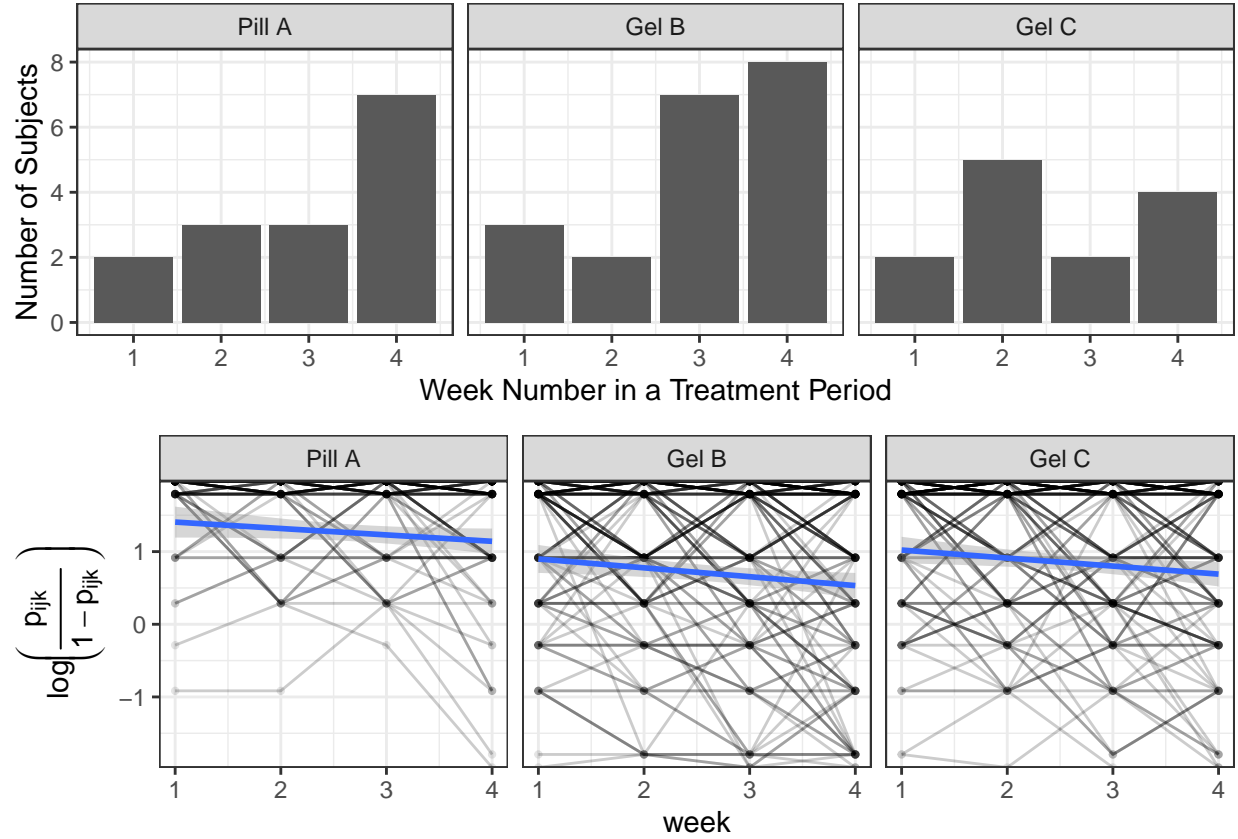 Pill A Gel B Gel C
Number of Subjects
8
6
4
2
0
1 2 3 4 1 2 3 4 1 2 3 4
Week Number in a Treatment Period
Pill A Gel B Gel C
log(pijk / 1 − pijk)
1
0
−1
1 2 3 4 1 2 3 4 1 2 3 4
week